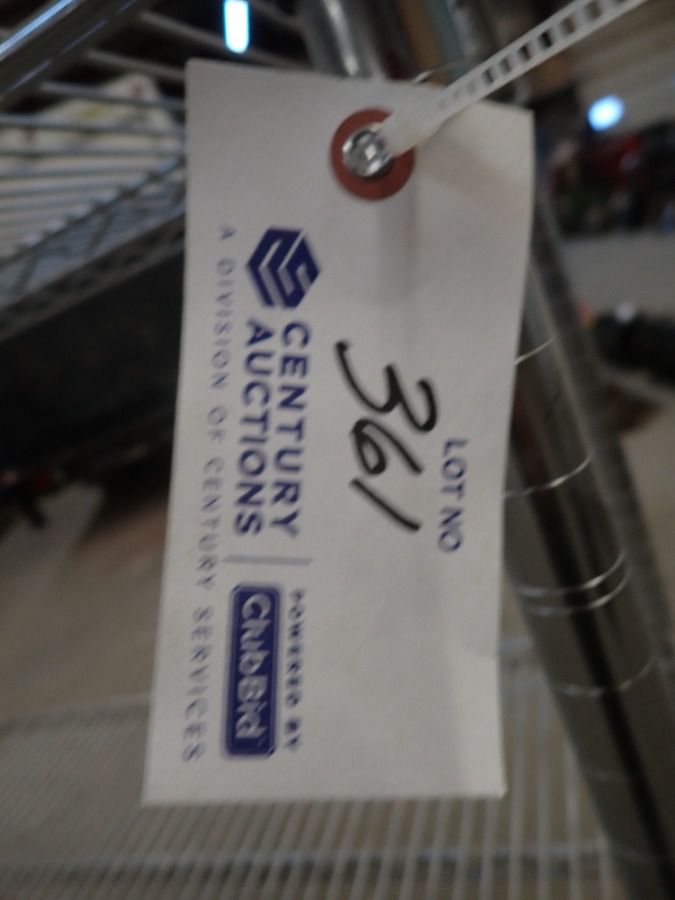 LOT NO
361
CENTURY
AUCTIONS
A DIVISION OF CENTURY SERVICES
POWERED BY
ClubBid